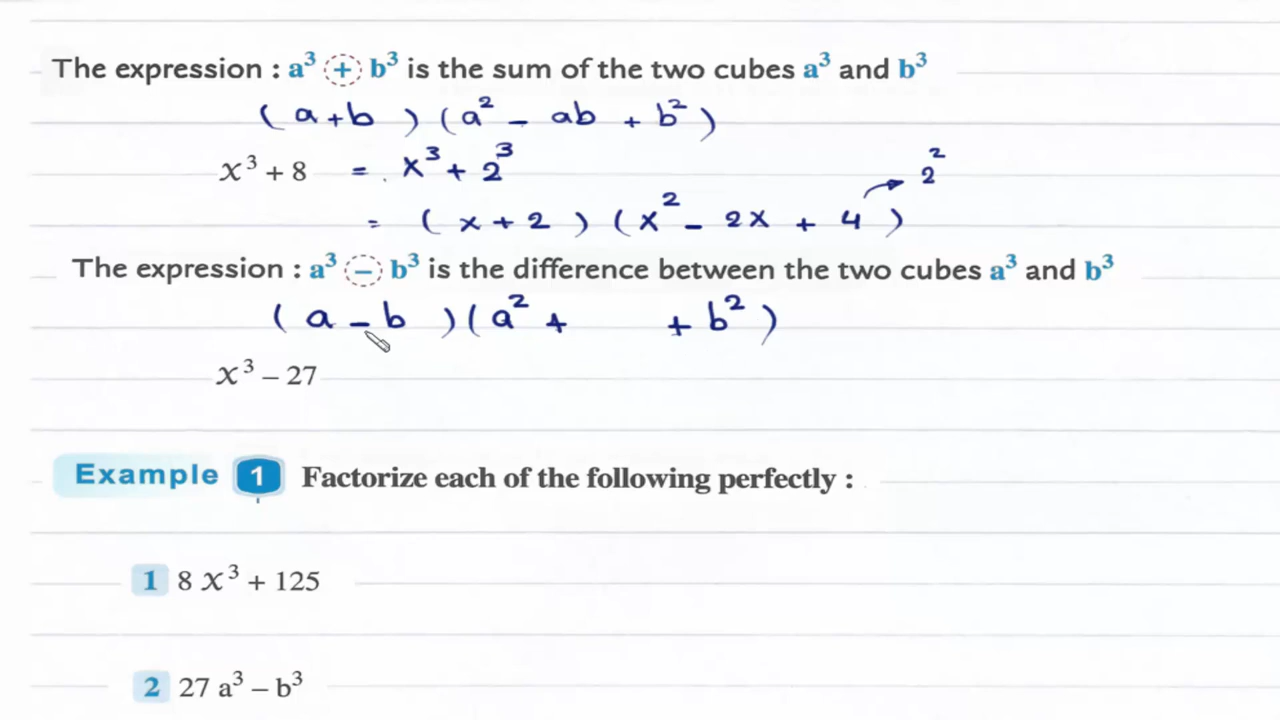 The expression : a³ + b³ is the sum of the two cubes a³ and b³
( a + b ) ( a² - ab + b² )
x³ + 8 = x³ + 2³
2²
= ( x + 2 ) ( x² - 2x + 4 )
The expression : a³ − b³ is the difference between the two cubes a³ and b³
( a - b ) ( a² + + b² )
x³ − 27
Example 1 Factorize each of the following perfectly :
1 8 x³ + 125
2 27 a³ − b³